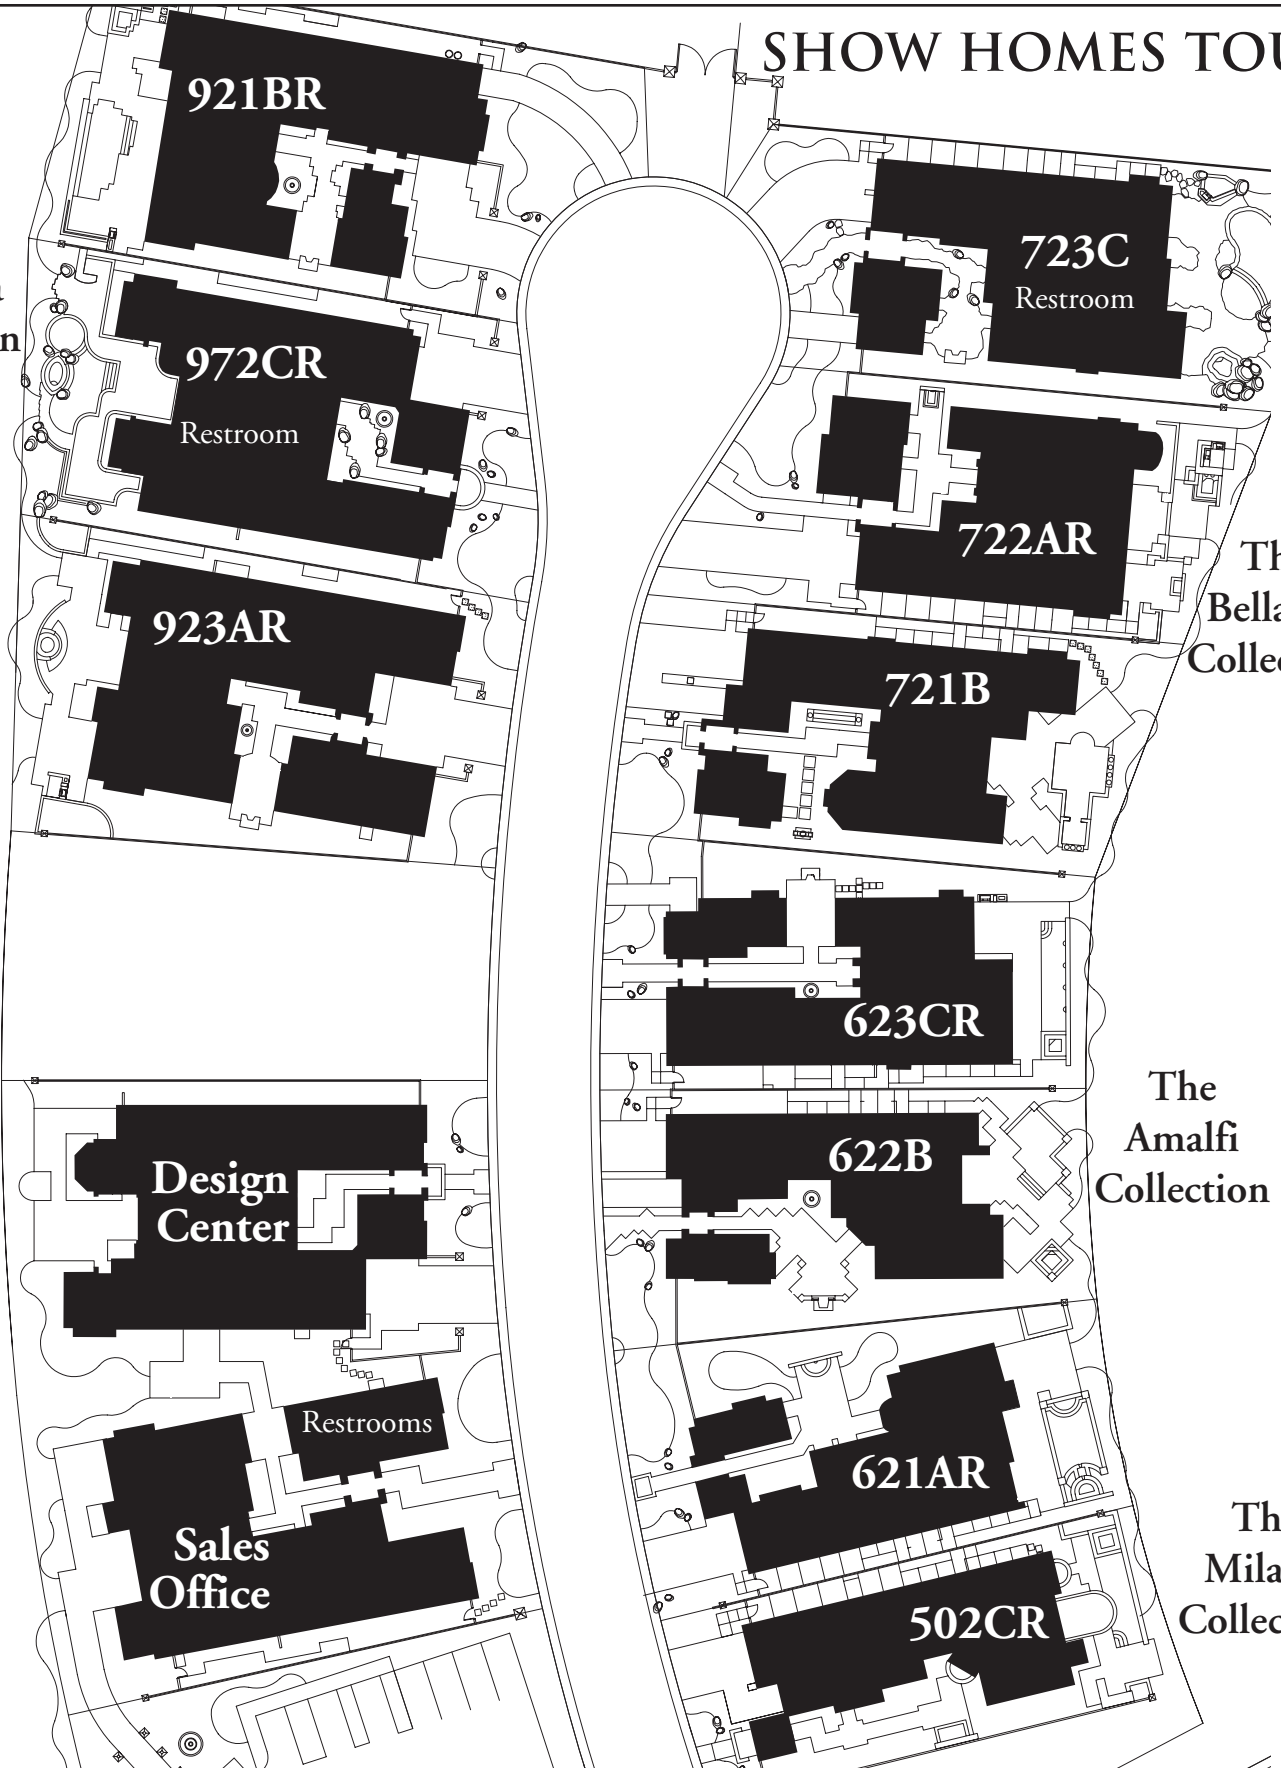 SHOW HOMES TOU
921BR
723C
Restroom
n
972CR
Restroom
722AR
Th
Bella
Collec
923AR
721B
623CR
The
Amalfi
Collection
622B
Design
Center
Restrooms
621AR
Sales
Office
Th
Mila
Collec
502CR